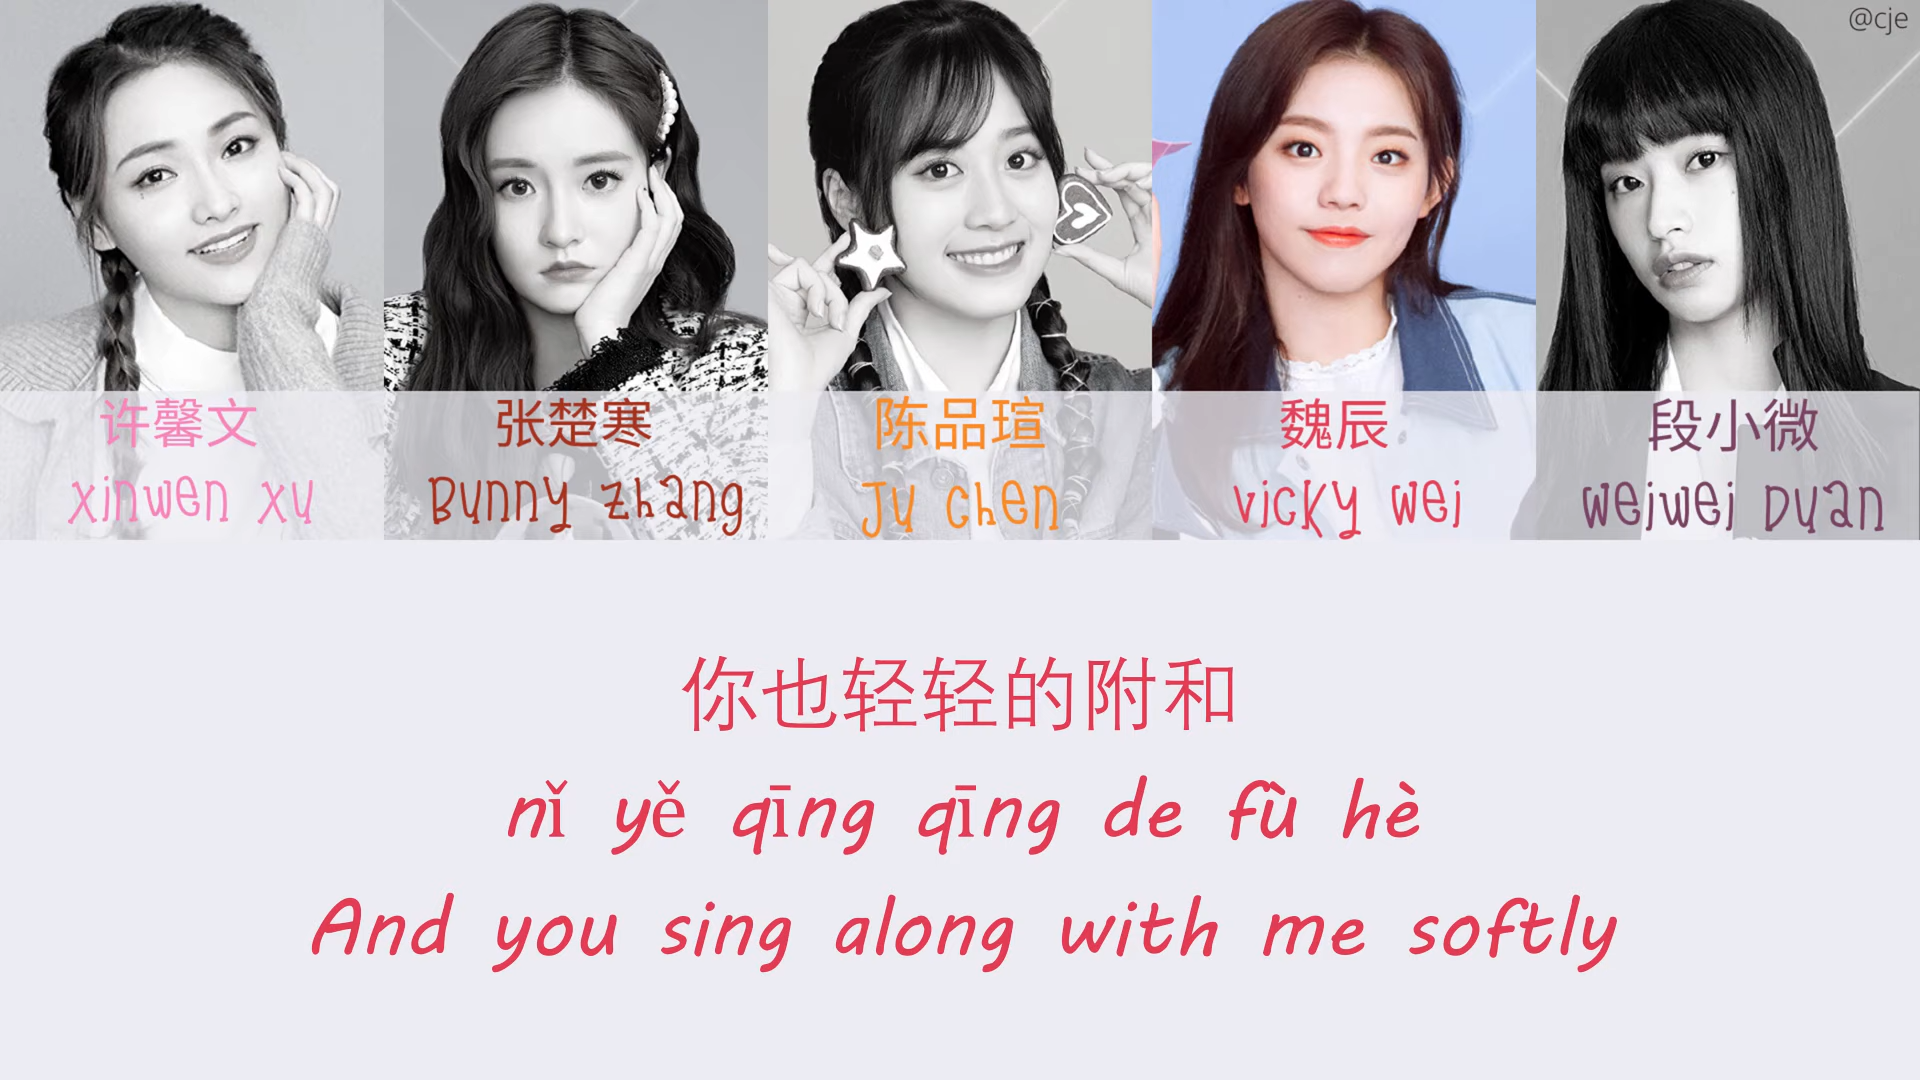 @cje
许馨文
xinwen xu
张楚寒
Bunny zhang
陈品瑄
Ju chen
魏辰
vicky wei
段小微
weiwei Duan
你也轻轻的附和
nǐ yě qīng qīng de fù hè
And you sing along with me softly